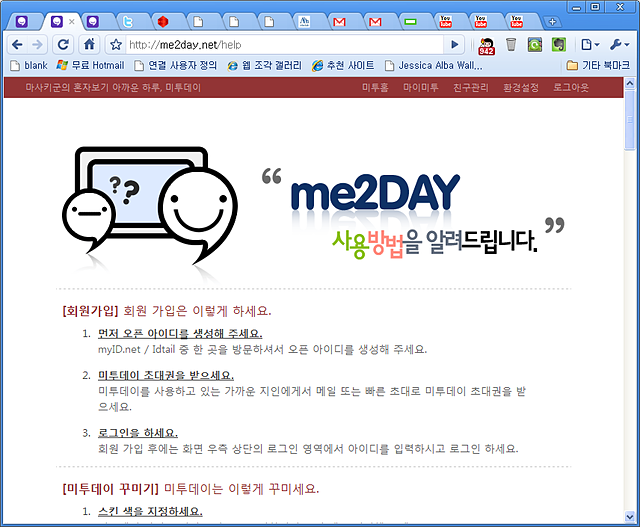 http://me2day.net/help
942
blank
무료 Hotmail
연결 사용자 정의
웹 조각 갤러리
추천 사이트
Jessica Alba Wall...
기타 북마크
마사키군의 혼자보기 아까운 하루, 미투데이
미투홈
마이미투
친구관리
환경설정
로그아웃
??
“ me2DAY
사용방법을 알려드립니다. ”
[회원가입] 회원 가입은 이렇게 하세요.
1. 먼저 오픈 아이디를 생성해 주세요.
myID.net / Idtail 중 한 곳을 방문하셔서 오픈 아이디를 생성해 주세요.
2. 미투데이 초대권을 받으세요.
미투데이를 사용하고 있는 가까운 지인에게서 메일 또는 빠른 초대로 미투데이 초대권을 받
으세요.
3. 로그인을 하세요.
회원 가입 후에는 화면 우측 상단의 로그인 영역에서 아이디를 입력하시고 로그인 하세요.
[미투데이 꾸미기] 미투데이는 이렇게 꾸미세요.
1. 스킨 색을 지정하세요.